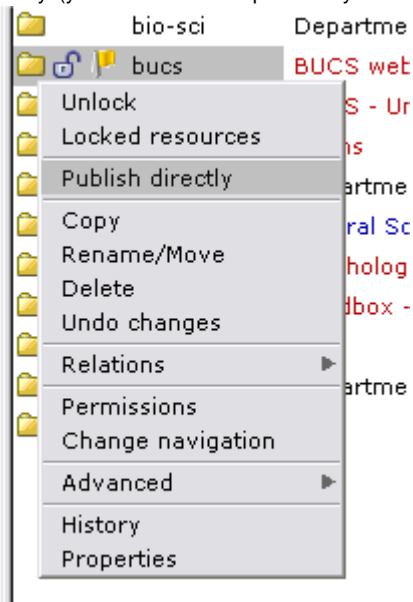 bio-sci Departme
bucs BUCS web
Unlock
S - Ur
Locked resources
ns
Publish directly
artme
Copy
ral Sc
Rename/Move
holog
Delete
dbox -
Undo changes
Relations
artme
Permissions
Change navigation
Advanced
History
Properties